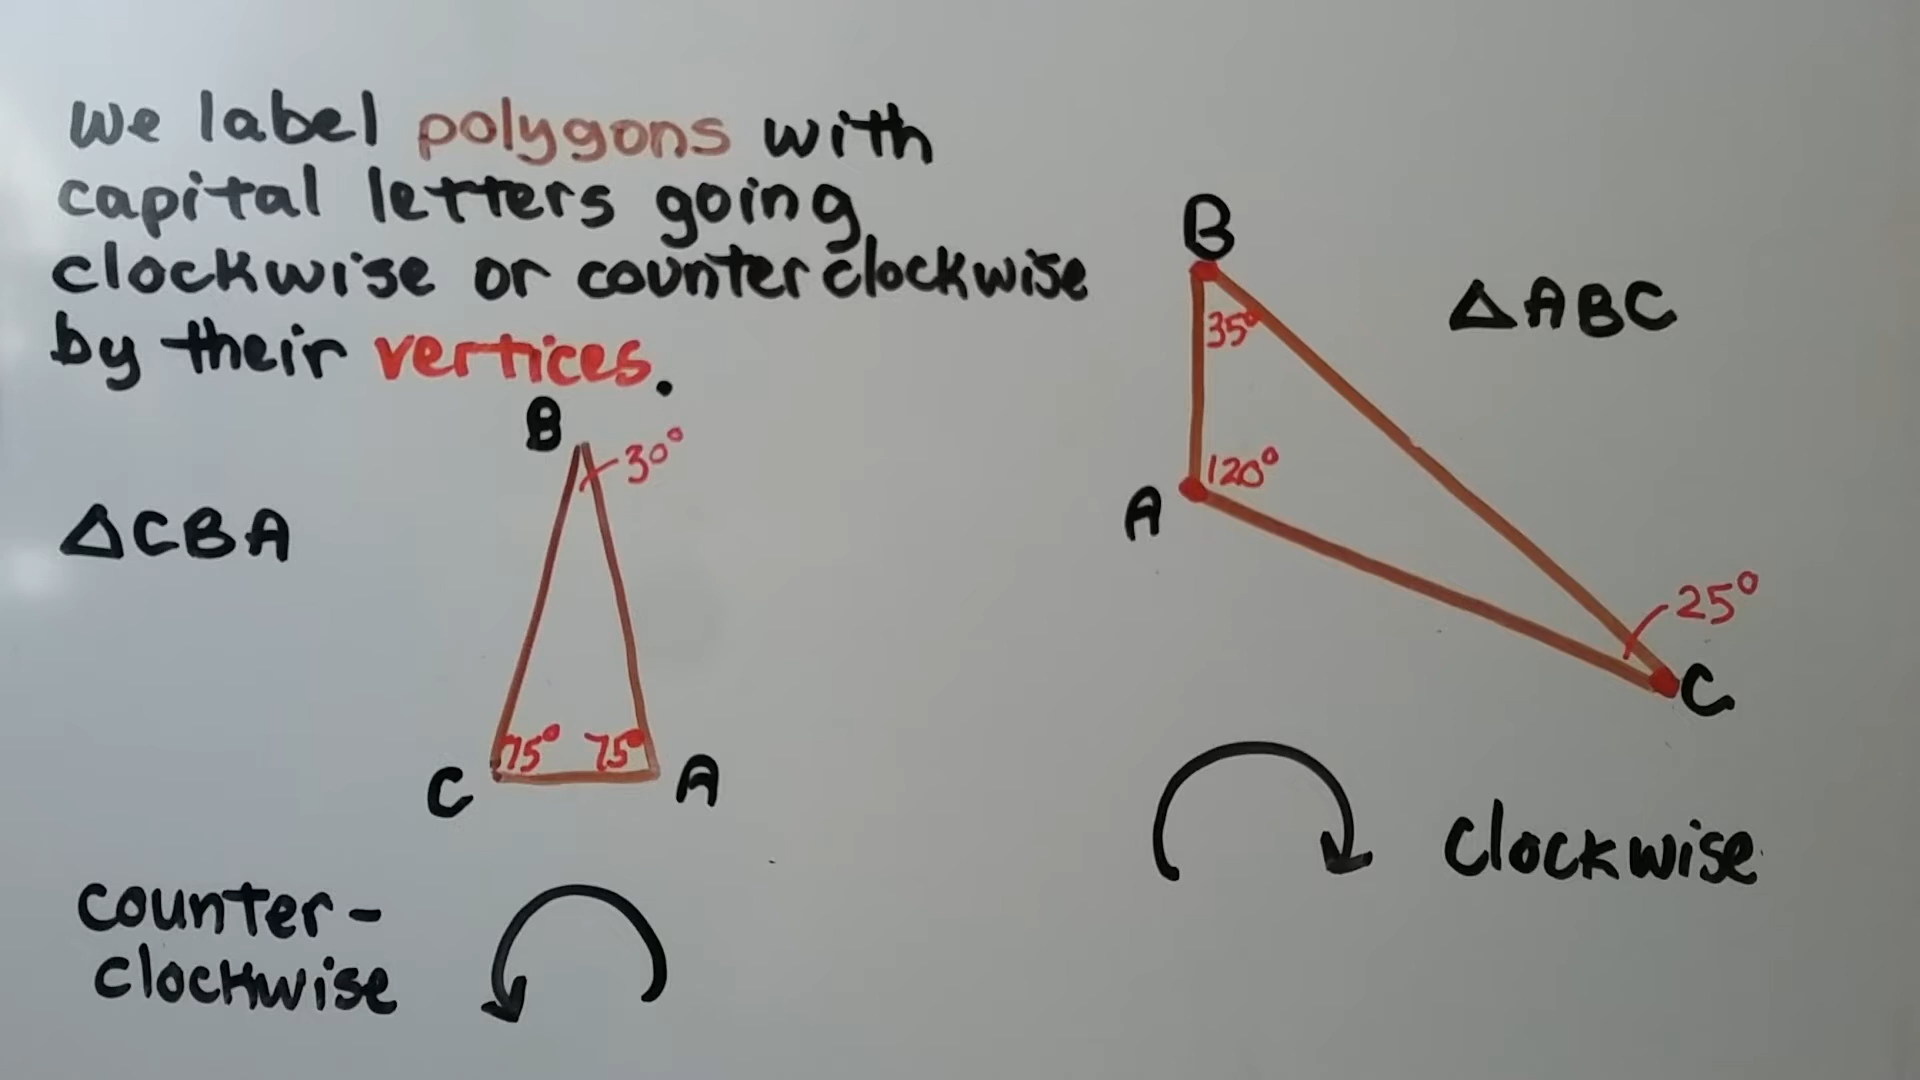 We label polygons with
capital letters going
clockwise or counterclockwise
by their vertices.
B
30°
△CBA
75° 75°
C A
counter-
clockwise
B
35°
△ABC
120°
A
25°
C
Clockwise